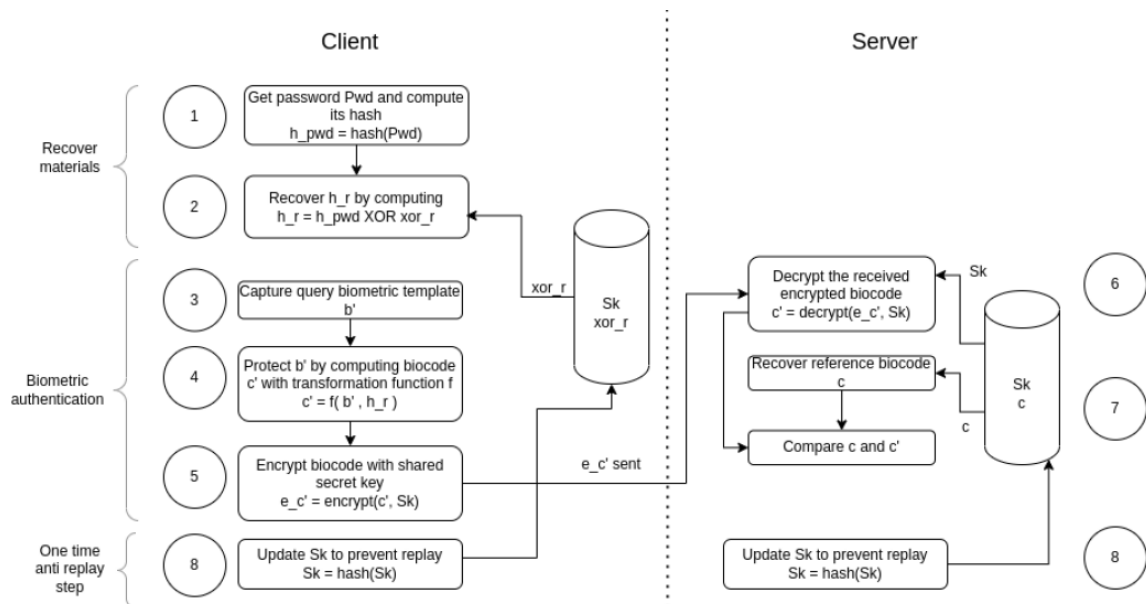 Client
Server
Recover
materials
1
Get password Pwd and compute
its hash
h_pwd = hash(Pwd)
2
Recover h_r by computing
h_r = h_pwd XOR xor_r
xor_r
Sk
xor_r
Biometric
authentication
3
Capture query biometric template
b'
4
Protect b' by computing biocode
c' with transformation function f
c' = f( b' , h_r )
5
Encrypt biocode with shared
secret key
e_c' = encrypt(c', Sk)
e_c' sent
Decrypt the received
encrypted biocode
c' = decrypt(e_c', Sk)
Sk
6
Recover reference biocode
c
c
Sk
c
7
Compare c and c'
One time
anti replay
step
8
Update Sk to prevent replay
Sk = hash(Sk)
Update Sk to prevent replay
Sk = hash(Sk)
8